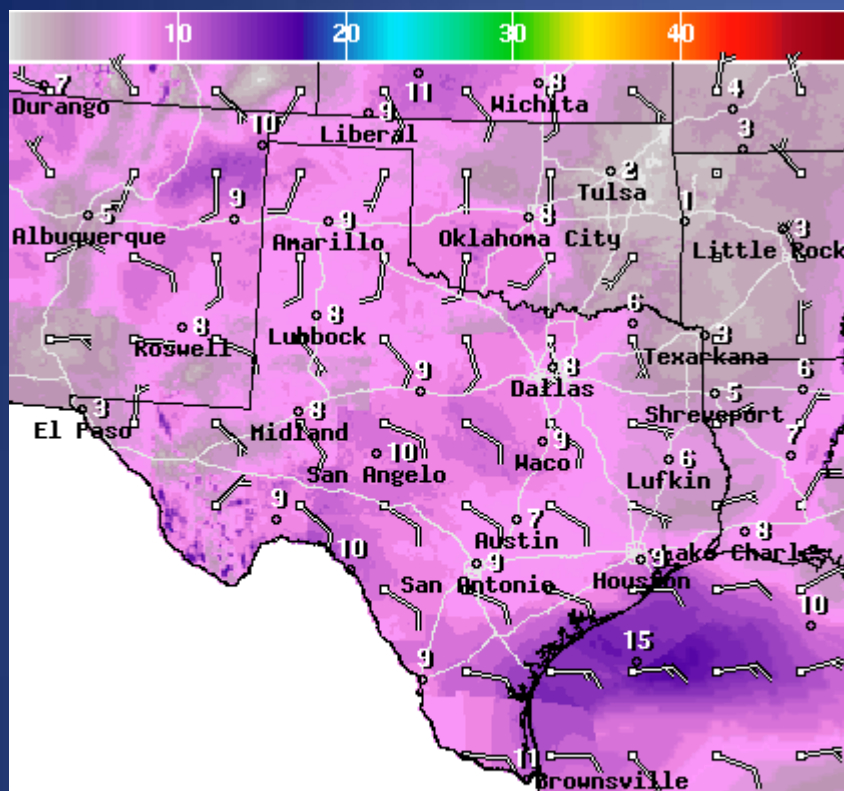 10 20 30 40
7 11 8 4
Durango Wichita
9
Liberal
10 3
2
Tulsa
5 9 9 8 1 3
Albuquerque Amarillo Oklahoma City Little Rock
8 8 6 3
Roswell Lubbock Texarkana
9 8 6
Dallas
3 8 5
El Paso Midland Shreveport
10 9 7
San Angelo Waco 6
Lufkin
9 7 8
Austin Lake Charles
10 9 9
San Antonio Houston
10
15
9
11
Brownsville